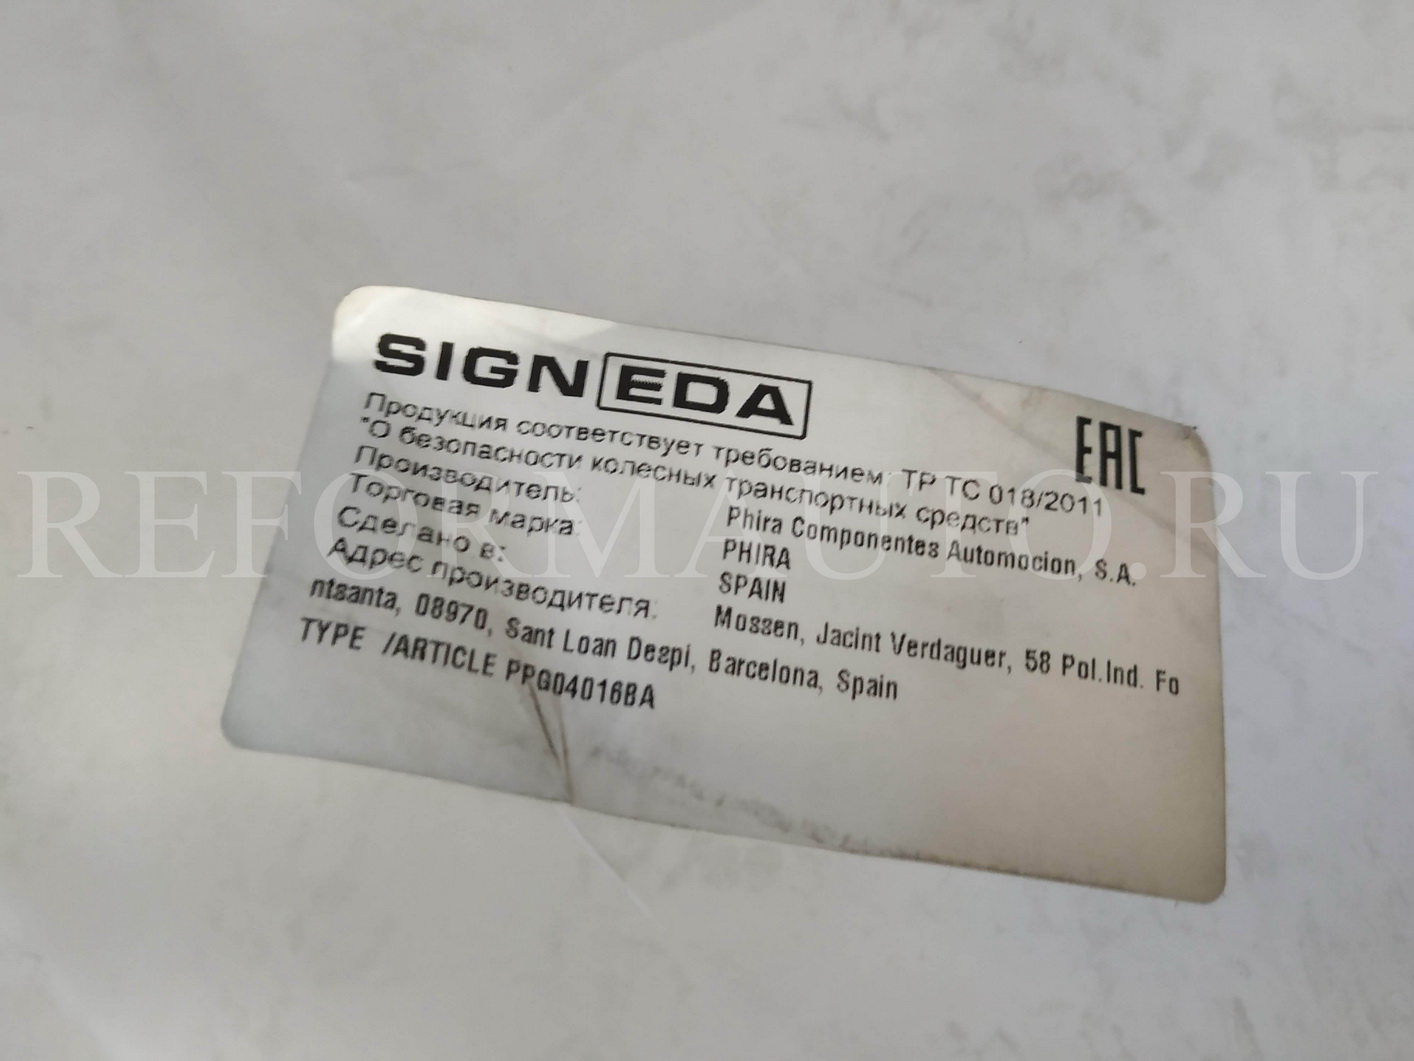 SIGNEDA
EAC
Продукция соответствует требованием: ТР ТС 018/2011
"О безопасности колесных транспортных средств"
Производитель: Phira Componentes Automocion, S.A.
Торговая марка: PHIRA
Сделано в: SPAIN
Адрес производителя: Mossen, Jacint Verdaguer, 58 Pol.Ind. Fo
ntsanta, 08970, Sant Loan Despi, Barcelona, Spain
TYPE /ARTICLE PPG04016BA
REFORMAUTO.RU